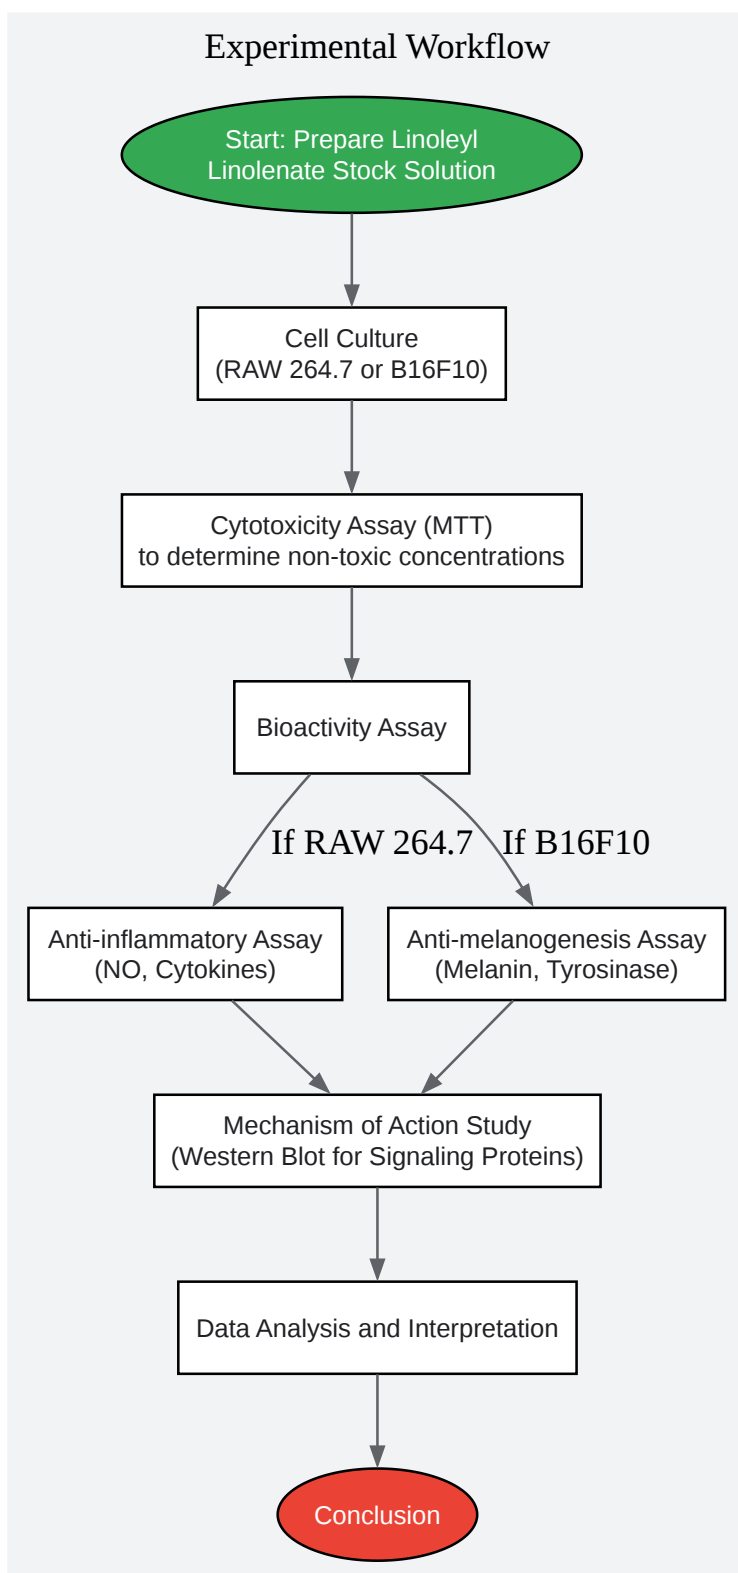 Experimental Workflow
Start: Prepare Linoleyl
Linolenate Stock Solution
Cell Culture
(RAW 264.7 or B16F10)
Cytotoxicity Assay (MTT)
to determine non-toxic concentrations
Bioactivity Assay
If RAW 264.7
If B16F10
Anti-inflammatory Assay
(NO, Cytokines)
Anti-melanogenesis Assay
(Melanin, Tyrosinase)
Mechanism of Action Study
(Western Blot for Signaling Proteins)
Data Analysis and Interpretation
Conclusion